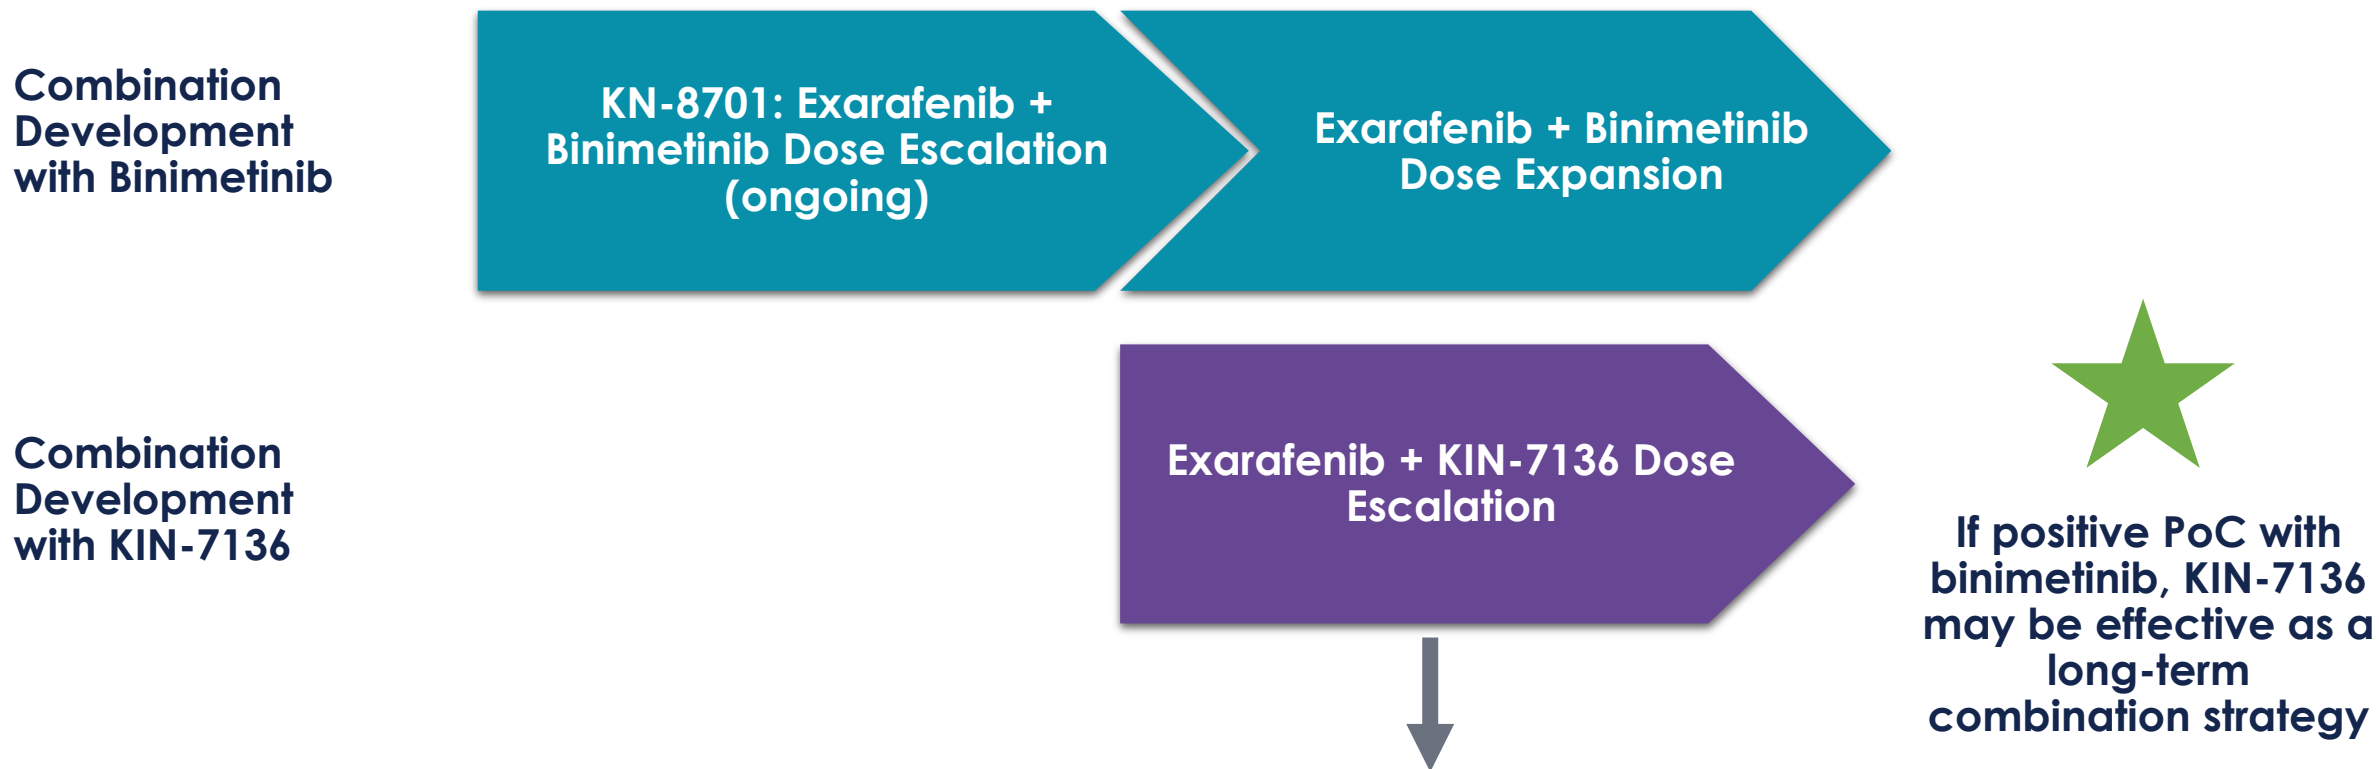 Combination
Development
with Binimetinib
KN-8701: Exarafenib +
Binimetinib Dose Escalation
(ongoing)
Exarafenib + Binimetinib
Dose Expansion
Combination
Development
with KIN-7136
Exarafenib + KIN-7136 Dose
Escalation
If positive PoC with
binimetinib, KIN-7136
may be effective as a
long-term
combination strategy